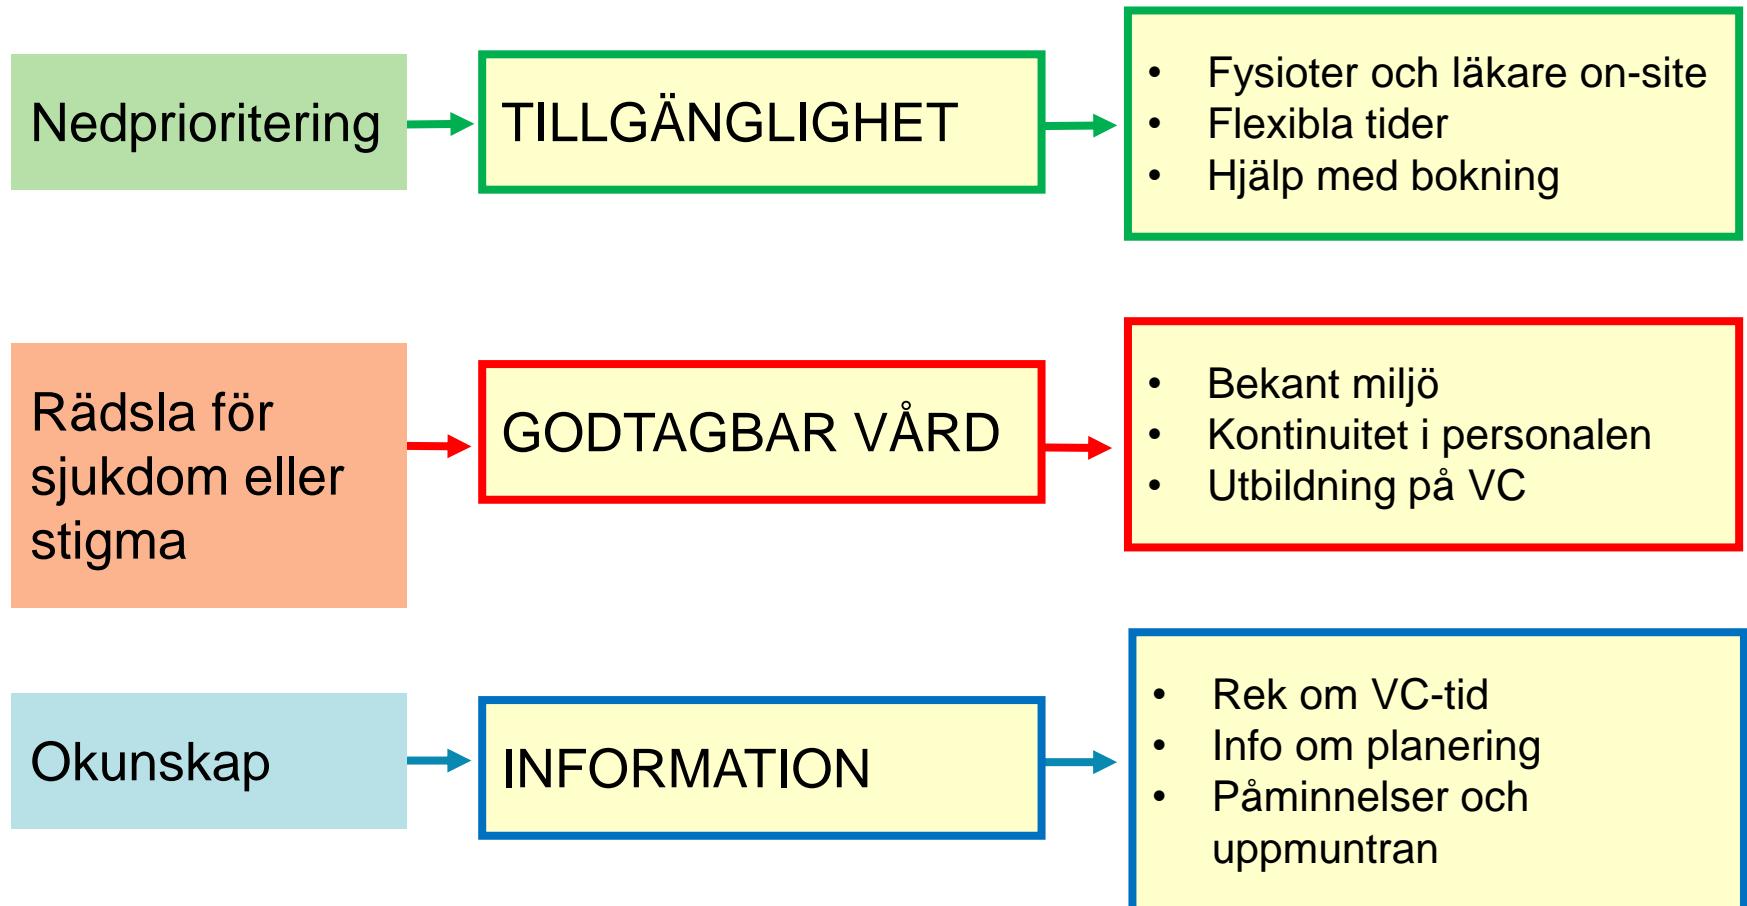 Nedprioritering
TILLGÄNGLIGHET
• Fysioter och läkare on-site
• Flexibla tider
• Hjälp med bokning
Rädsla för
sjukdom eller
stigma
GODTAGBAR VÅRD
• Bekant miljö
• Kontinuitet i personalen
• Utbildning på VC
Okunskap
INFORMATION
• Rek om VC-tid
• Info om planering
• Påminnelser och
uppmuntran